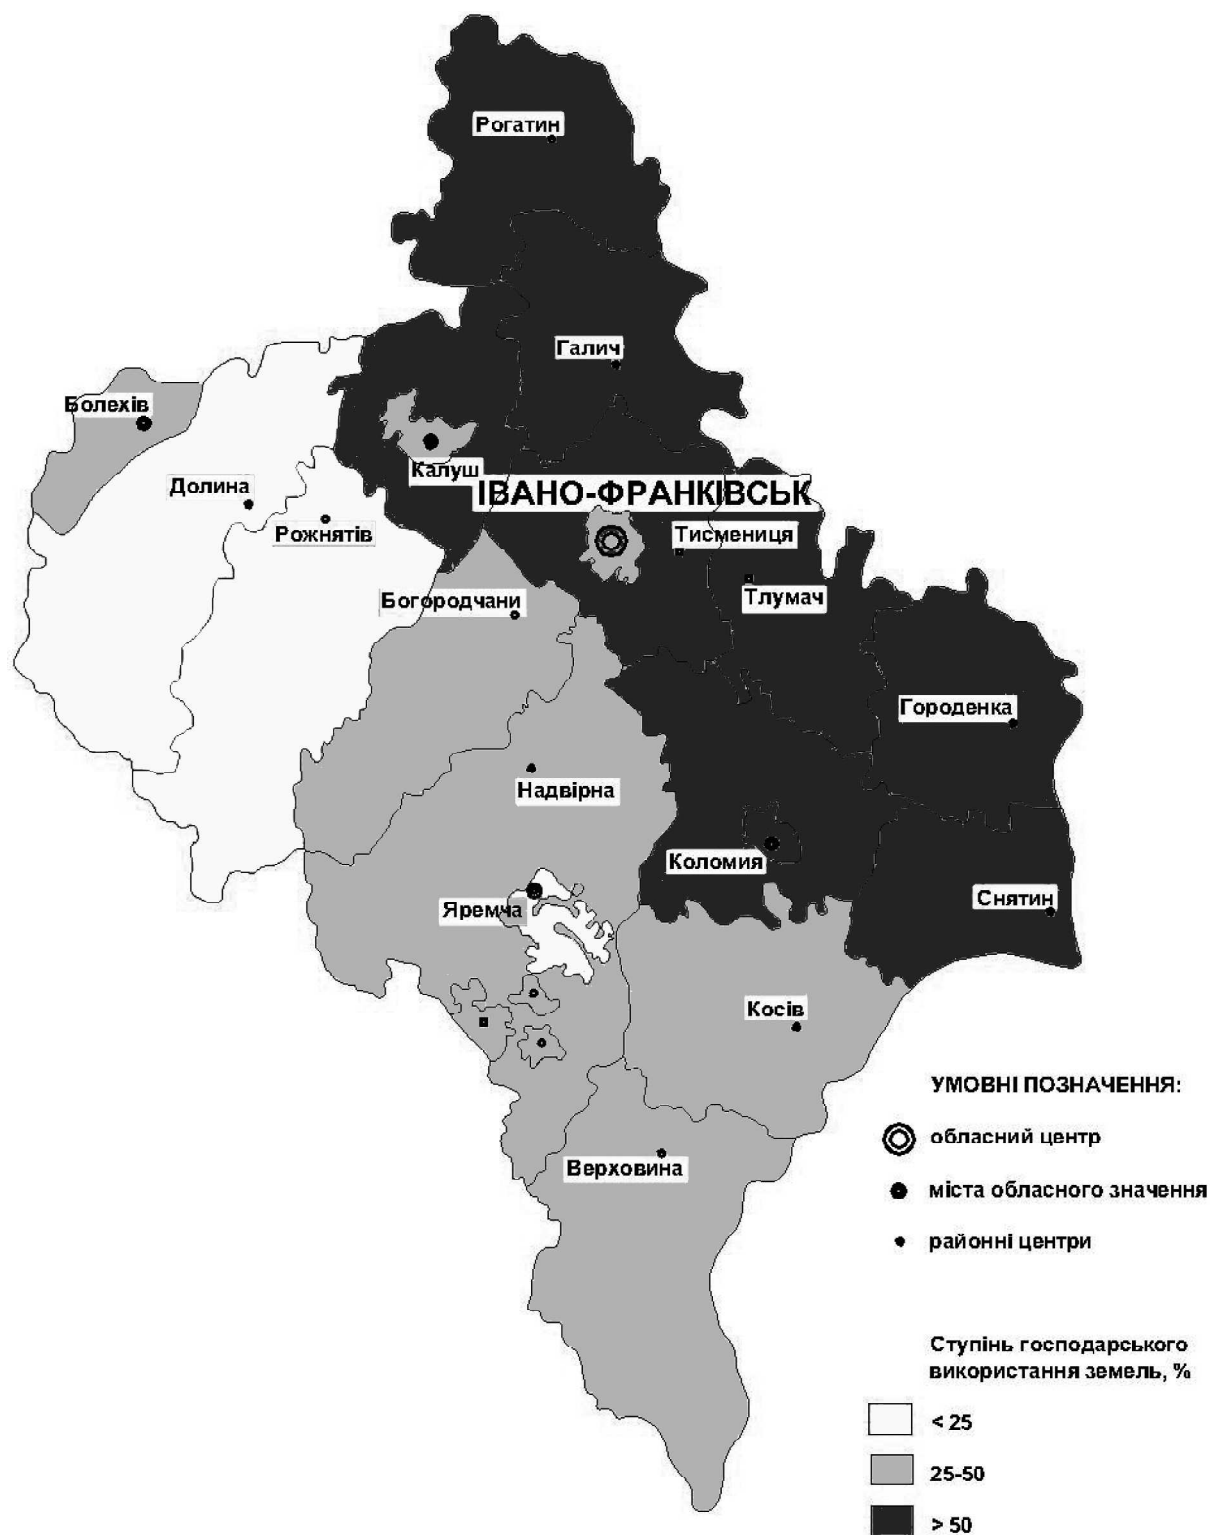 Рогатин
Галич
Болехів
Калуш
Долина
ІВАНО-ФРАНКІВСЬК
Рожнятів
Тисмениця
Богородчани
Тлумач
Городенка
Надвірна
Коломия
Яремча
Снятин
Косів
Верховина
УМОВНІ ПОЗНАЧЕННЯ:
обласний центр
міста обласного значення
районні центри
Ступінь господарського
використання земель, %
< 25
25-50
> 50